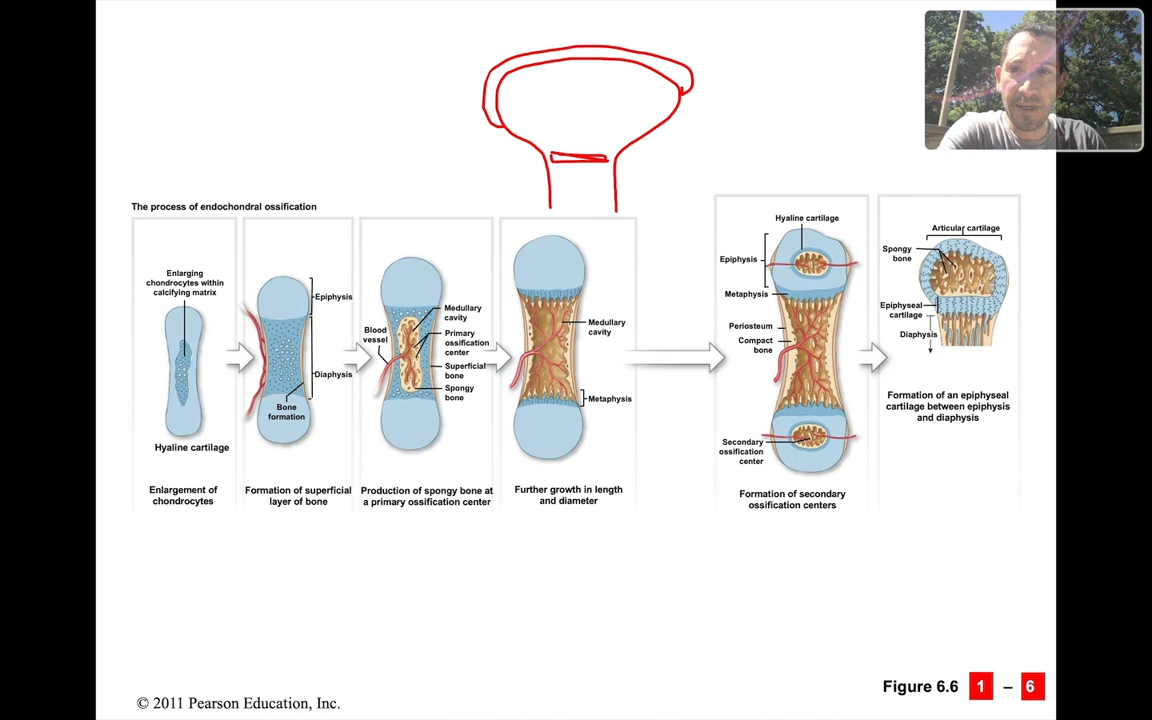 The process of endochondral ossification
Enlarging
chondrocytes within
calcifying matrix
Hyaline cartilage
Enlargement of
chondrocytes
Epiphysis
Diaphysis
Bone
formation
Formation of superficial
layer of bone
Blood
vessel
Medullary
cavity
Primary
ossification
center
Superficial
bone
Spongy
bone
Production of spongy bone at
a primary ossification center
Medullary
cavity
Metaphysis
Further growth in length
and diameter
Hyaline cartilage
Epiphysis
Metaphysis
Periosteum
Compact
bone
Secondary
ossification
center
Formation of secondary
ossification centers
Articular cartilage
Spongy
bone
Epiphyseal
cartilage
Diaphysis
Formation of an epiphyseal
cartilage between epiphysis
and diaphysis
Figure 6.6 1 – 6
© 2011 Pearson Education, Inc.